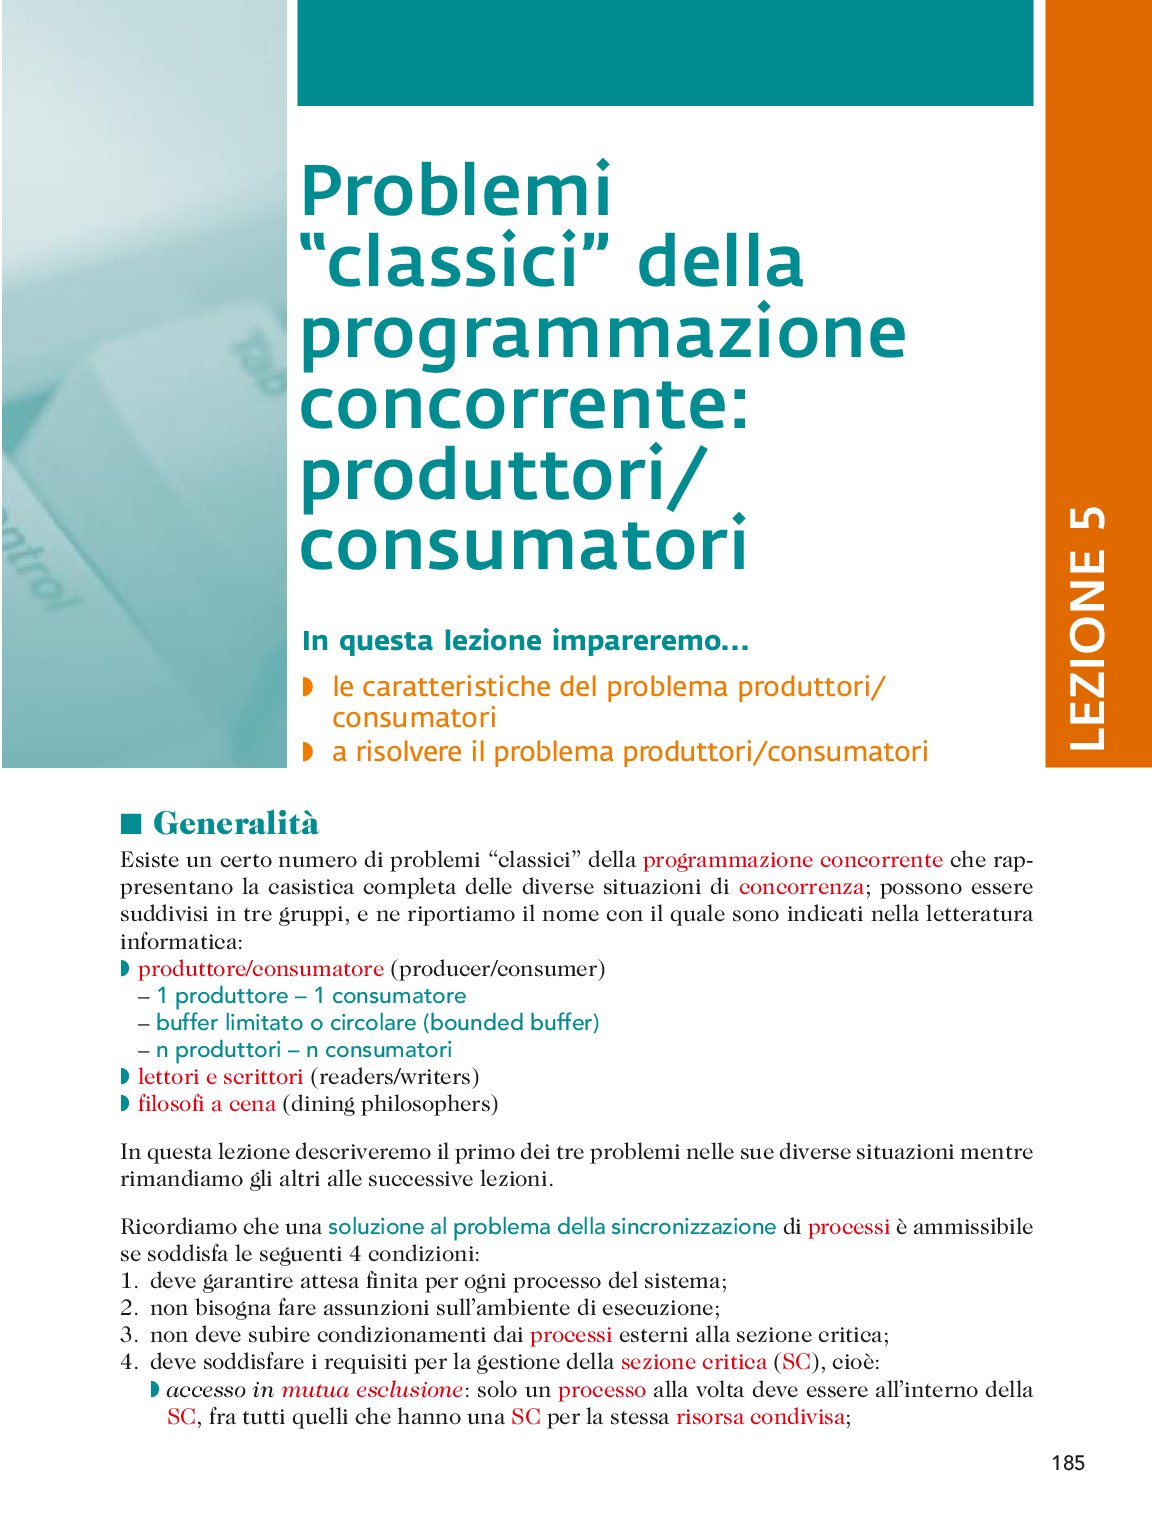 Problemi
“classici” della
programmazione
concorrente:
produttori/
consumatori
In questa lezione impareremo...
◗ le caratteristiche del problema produttori/
consumatori
◗ a risolvere il problema produttori/consumatori
LEZIONE 5
Tab
ntrol
■ Generalità
Esiste un certo numero di problemi “classici” della programmazione concorrente che rap-
presentano la casistica completa delle diverse situazioni di concorrenza; possono essere
suddivisi in tre gruppi, e ne riportiamo il nome con il quale sono indicati nella letteratura
informatica:
◗ produttore/consumatore (producer/consumer)
– 1 produttore – 1 consumatore
– buffer limitato o circolare (bounded buffer)
– n produttori – n consumatori
◗ lettori e scrittori (readers/writers)
◗ filosofi a cena (dining philosophers)
In questa lezione descriveremo il primo dei tre problemi nelle sue diverse situazioni mentre
rimandiamo gli altri alle successive lezioni.
Ricordiamo che una soluzione al problema della sincronizzazione di processi è ammissibile
se soddisfa le seguenti 4 condizioni:
1. deve garantire attesa finita per ogni processo del sistema;
2. non bisogna fare assunzioni sull’ambiente di esecuzione;
3. non deve subire condizionamenti dai processi esterni alla sezione critica;
4. deve soddisfare i requisiti per la gestione della sezione critica (SC), cioè:
◗ accesso in mutua esclusione: solo un processo alla volta deve essere all’interno della
SC, fra tutti quelli che hanno una SC per la stessa risorsa condivisa;
185